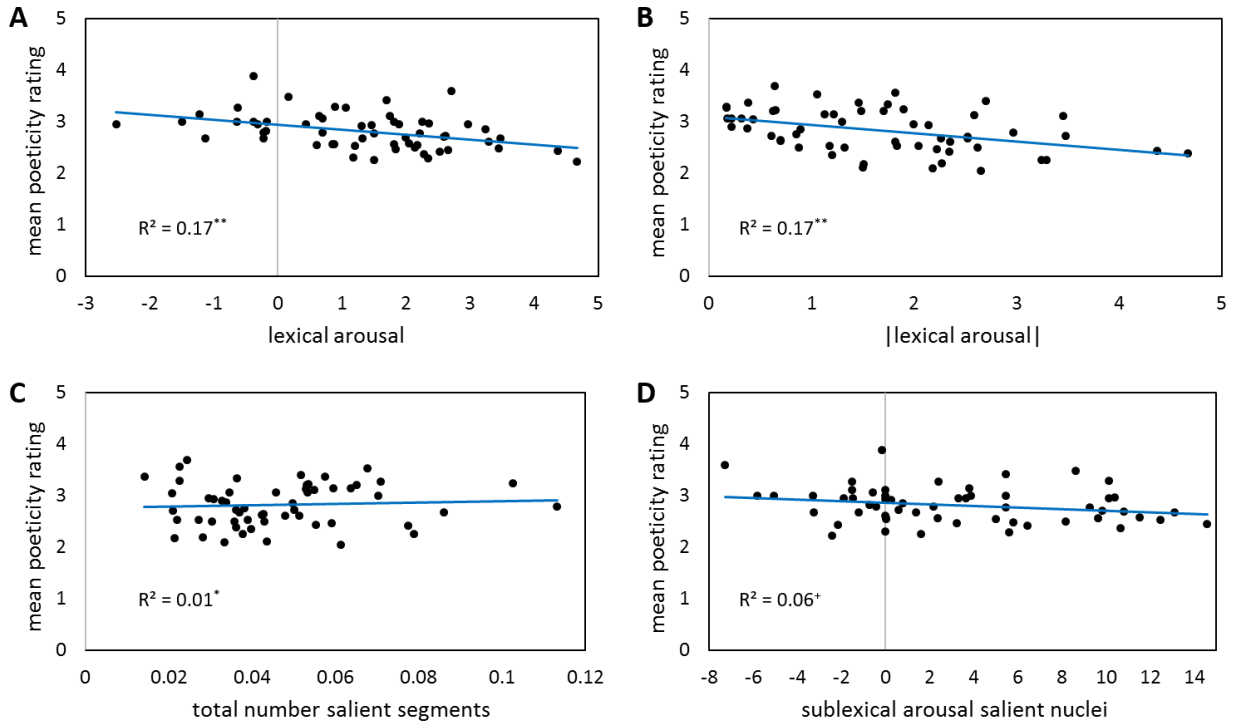 A
mean poeticity rating
5
4
3
2
1
0
R² = 0.17**
-3 -2 -1 0 1 2 3 4 5
lexical arousal
B
mean poeticity rating
5
4
3
2
1
0
R² = 0.17**
0 1 2 3 4 5
|lexical arousal|
C
mean poeticity rating
5
4
3
2
1
0
R² = 0.01*
0 0.02 0.04 0.06 0.08 0.1 0.12
total number salient segments
D
mean poeticity rating
5
4
3
2
1
0
R² = 0.06⁺
-8 -6 -4 -2 0 2 4 6 8 10 12 14
sublexical arousal salient nuclei